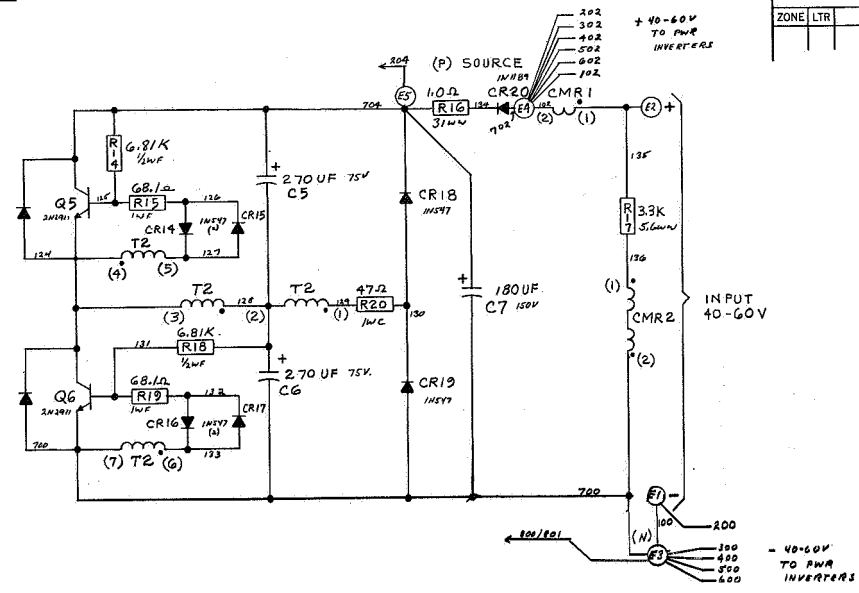 ZONE LTR
202
302
402
502
602
102
+ 40-60V
TO PWR
INVERTERS
204
(P) SOURCE
1N1189
CR20
CMR1
E5
1.0Ω
R16
31WW
134
702
E4
102
(2)
(1)
E2
+
704
R14
6.81K
1/2WF
135
+
270UF 75V
C5
CR18
1N547
Q5
2N2911
125
68.1Ω
R15
1WF
126
CR14
1N547
(2)
CR15
R17
3.3K
5.6WW
124
T2
127
(4)
(5)
136
+
180UF
C7 150V
(1)
CMR2
(2)
INPUT
40-60V
T2
128
(3)
(2)
T2
129
(1)
47Ω
R20
1WC
130
6.81K
131
R18
1/2WF
+
270UF 75V.
C6
CR19
1N547
Q6
2N2911
68.1Ω
R19
1WF
132
CR16
1N547
(2)
CR17
700
133
(7)
T2
(6)
700
E1
-
100
200
800/801
(N)
E3
300
400
500
600
- 40-60V
TO PWR
INVERTERS